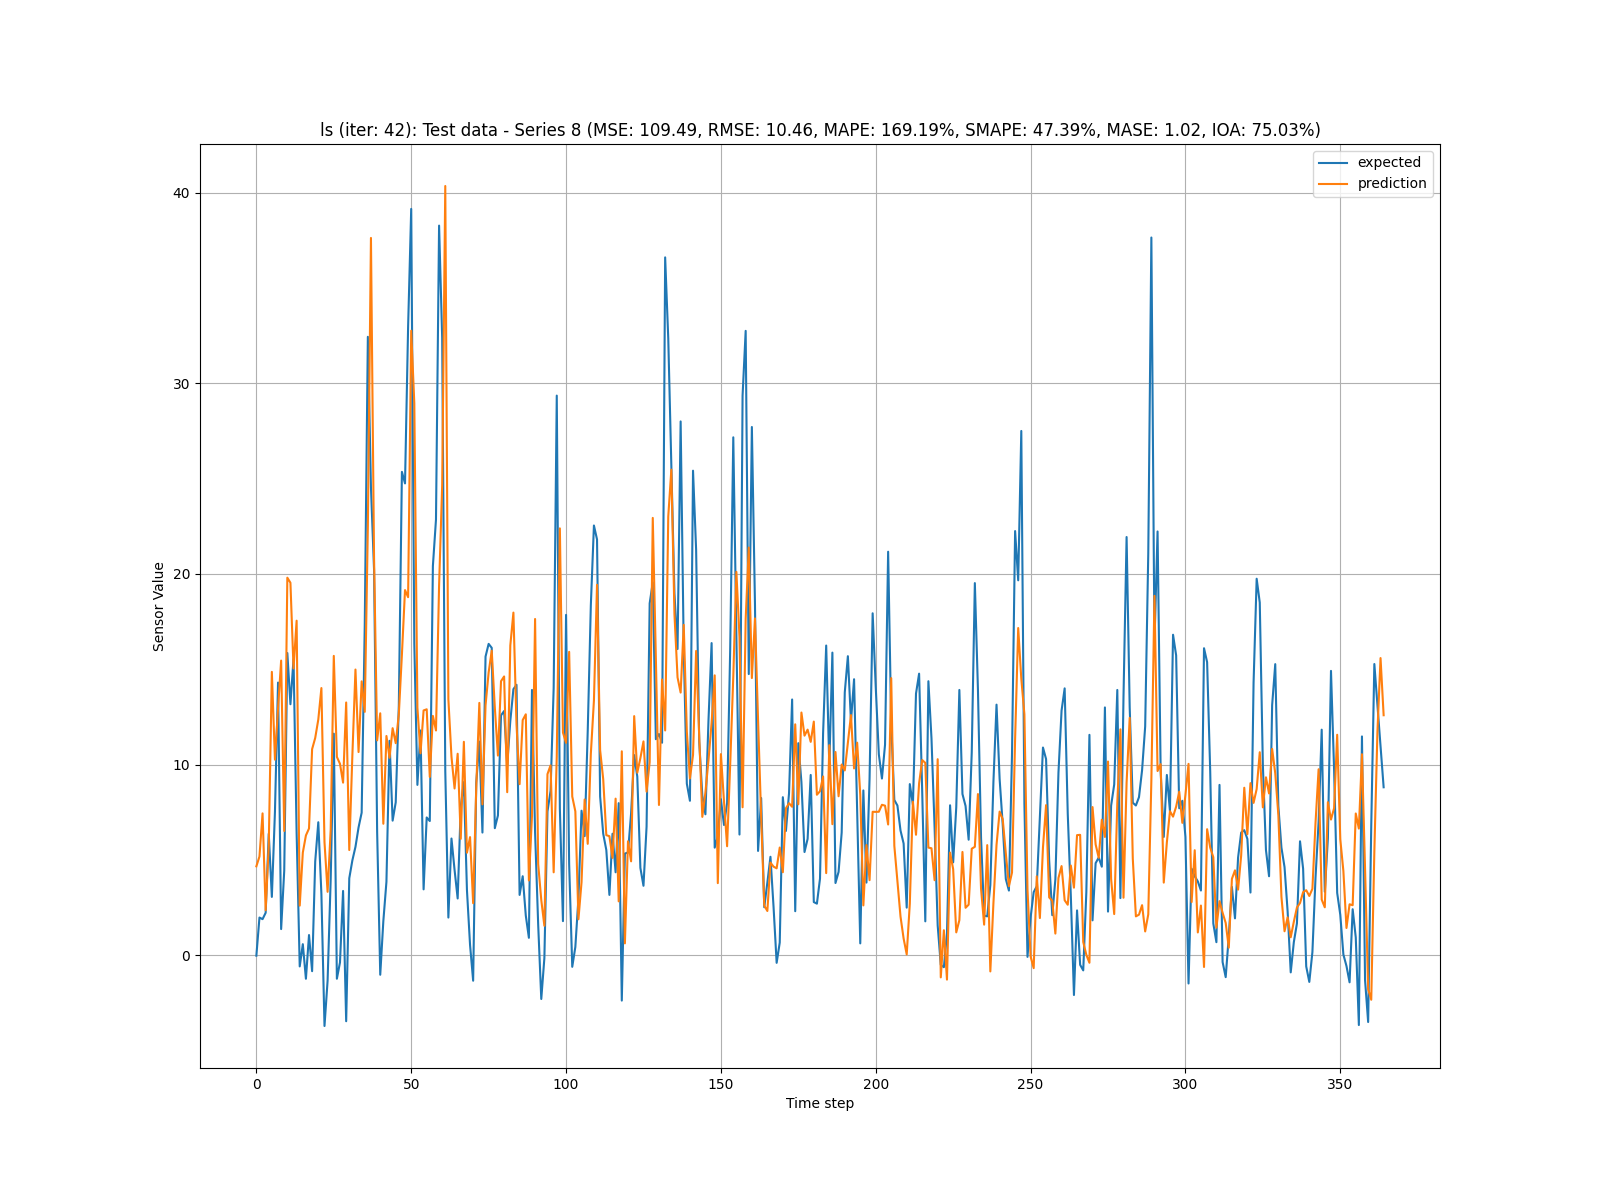 ls (iter: 42): Test data - Series 8 (MSE: 109.49, RMSE: 10.46, MAPE: 169.19%, SMAPE: 47.39%, MASE: 1.02, IOA: 75.03%)
expected
prediction
40
30
20
10
0
Sensor Value
0 50 100 150 200 250 300 350
Time step